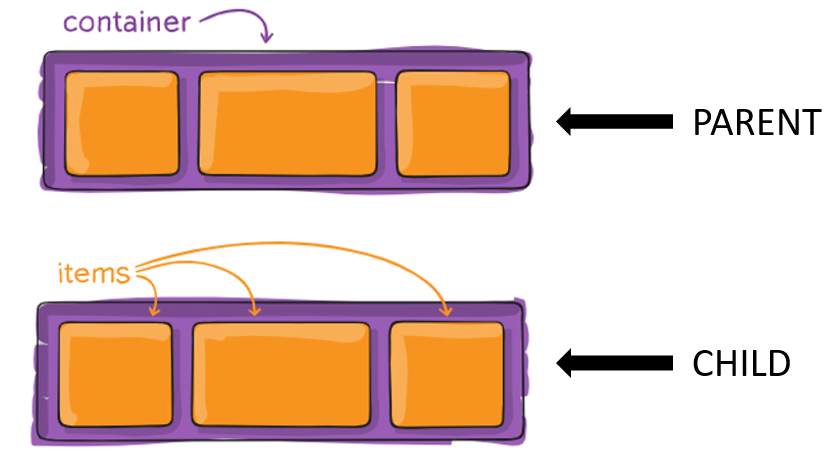 container
PARENT
items
CHILD